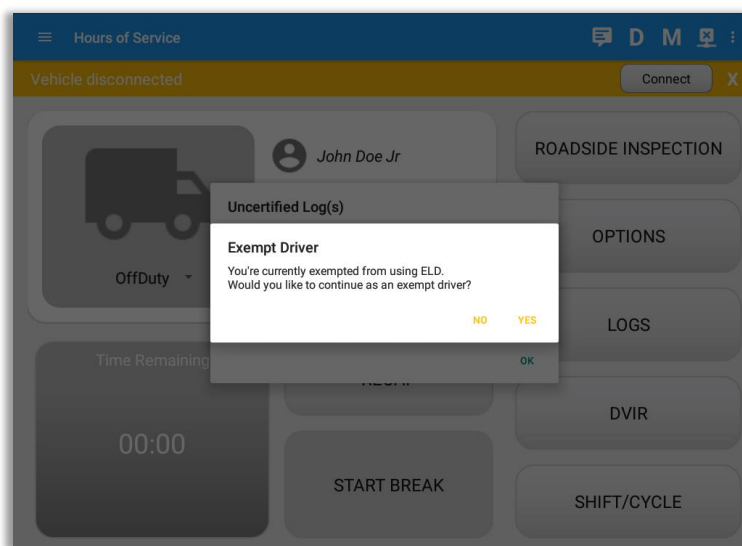 Hours of Service
D M
Vehicle disconnected
Connect X
John Doe Jr
ROADSIDE INSPECTION
Uncertified Log(s)
Exempt Driver
You're currently exempted from using ELD.
Would you like to continue as an exempt driver?
NO YES
OK
OffDuty
OPTIONS
LOGS
Time Remaining
00:00
START BREAK
DVIR
SHIFT/CYCLE